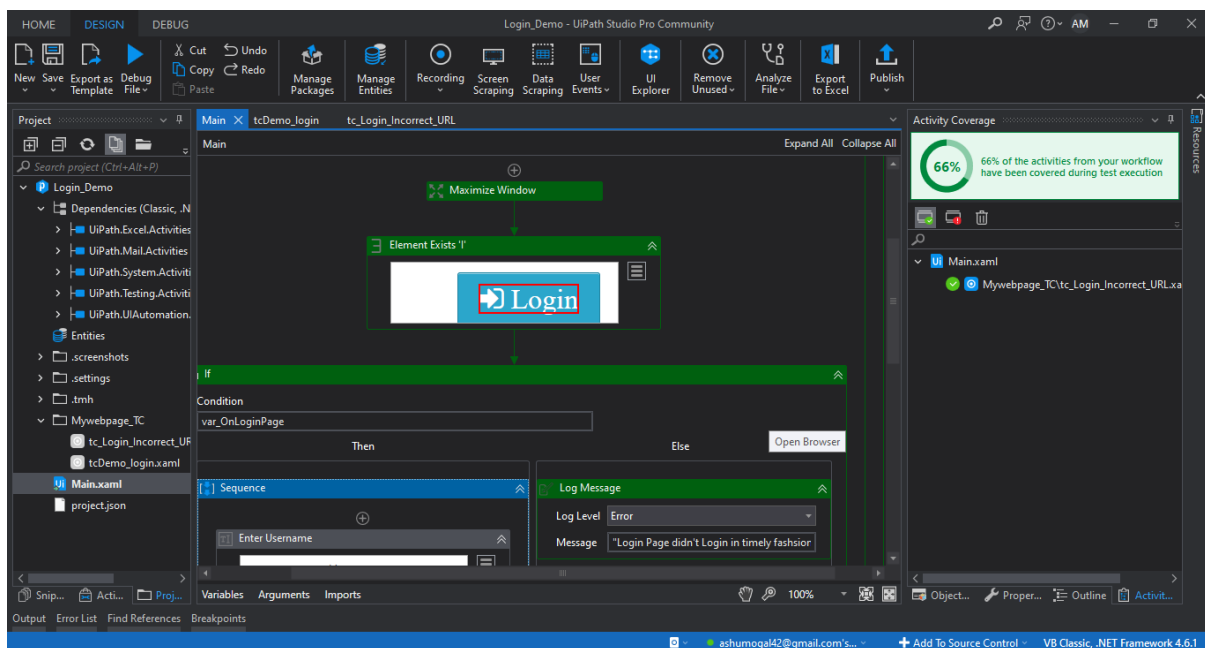 HOME DESIGN DEBUG Login_Demo - UiPath Studio Pro Community AM
Cut Undo
Copy Redo
Paste
New Save Export as Template Debug File Manage Packages Manage Entities Recording Screen Scraping Data Scraping User Events UI Explorer Remove Unused Analyze File Export to Excel Publish
Project
Search project (Ctrl+Alt+P)
Login_Demo
Dependencies (Classic, .N
UiPath.Excel.Activities
UiPath.Mail.Activities
UiPath.System.Activiti
UiPath.Testing.Activiti
UiPath.UIAutomation.
Entities
.screenshots
.settings
.tmh
Mywebpage_TC
tc_Login_Incorrect_UR
tcDemo_login.xaml
Main.xaml
project.json
Snip... Acti... Proj...
Main tcDemo_login tc_Login_Incorrect_URL
Main Expand All Collapse All
Maximize Window
Element Exists 'I'
Login
If
Condition
var_OnLoginPage
Then Else
Open Browser
Sequence
Enter Username
Log Message
Log Level Error
Message "Login Page didn't Login in timely fashsior
Variables Arguments Imports 100%
Activity Coverage
66%
66% of the activities from your workflow
have been covered during test execution
Ui Main.xaml
Mywebpage_TC\tc_Login_Incorrect_URL.xa
Object... Proper... Outline Activit...
Resources
Output Error List Find References Breakpoints
ashumogal42@gmail.com's... Add To Source Control VB Classic, .NET Framework 4.6.1